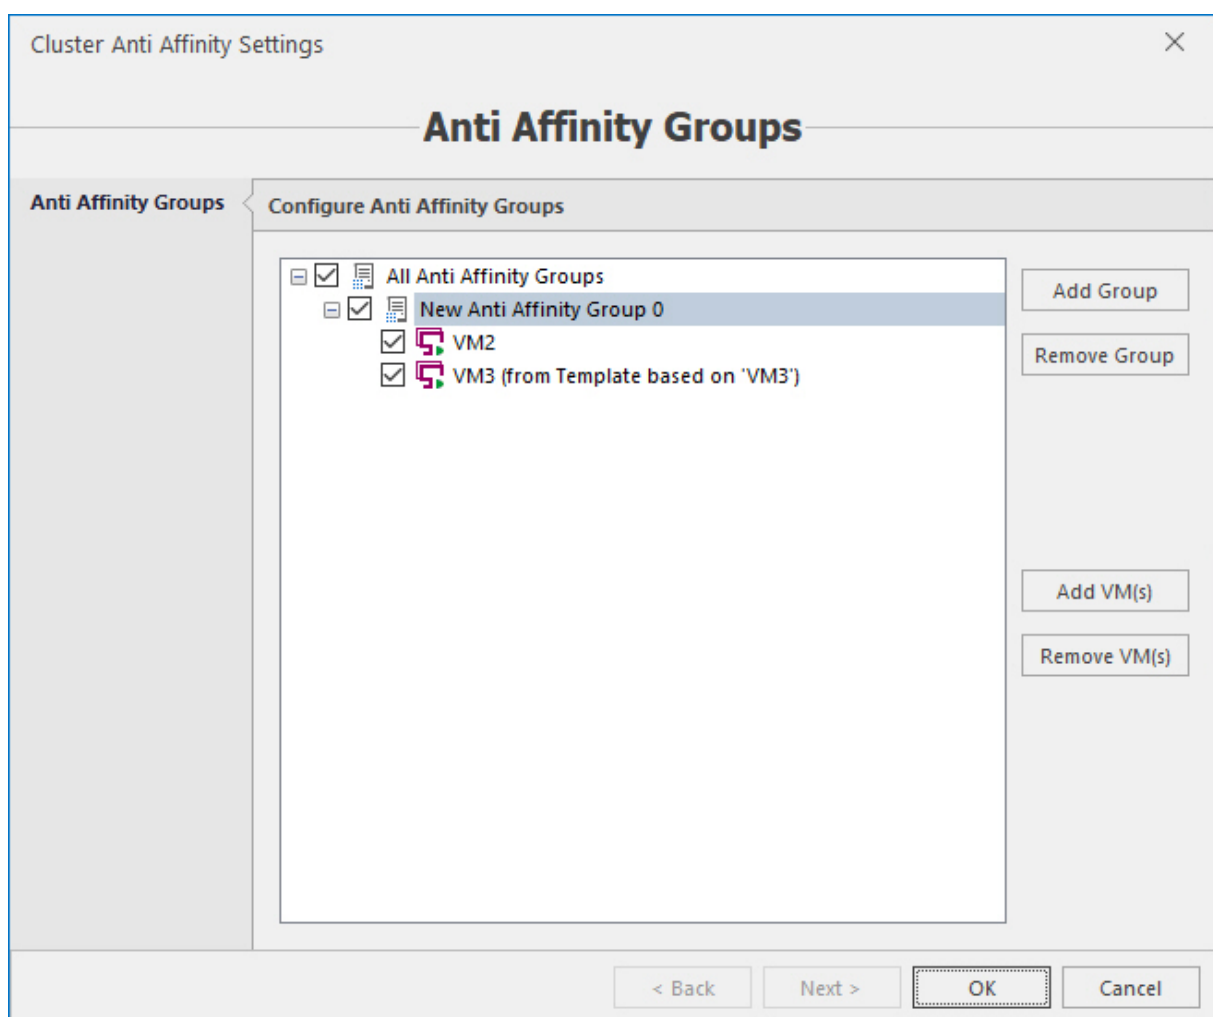 Cluster Anti Affinity Settings
Anti Affinity Groups
Anti Affinity Groups
Configure Anti Affinity Groups
All Anti Affinity Groups
New Anti Affinity Group 0
VM2
VM3 (from Template based on 'VM3')
Add Group
Remove Group
Add VM(s)
Remove VM(s)
< Back
Next >
OK
Cancel